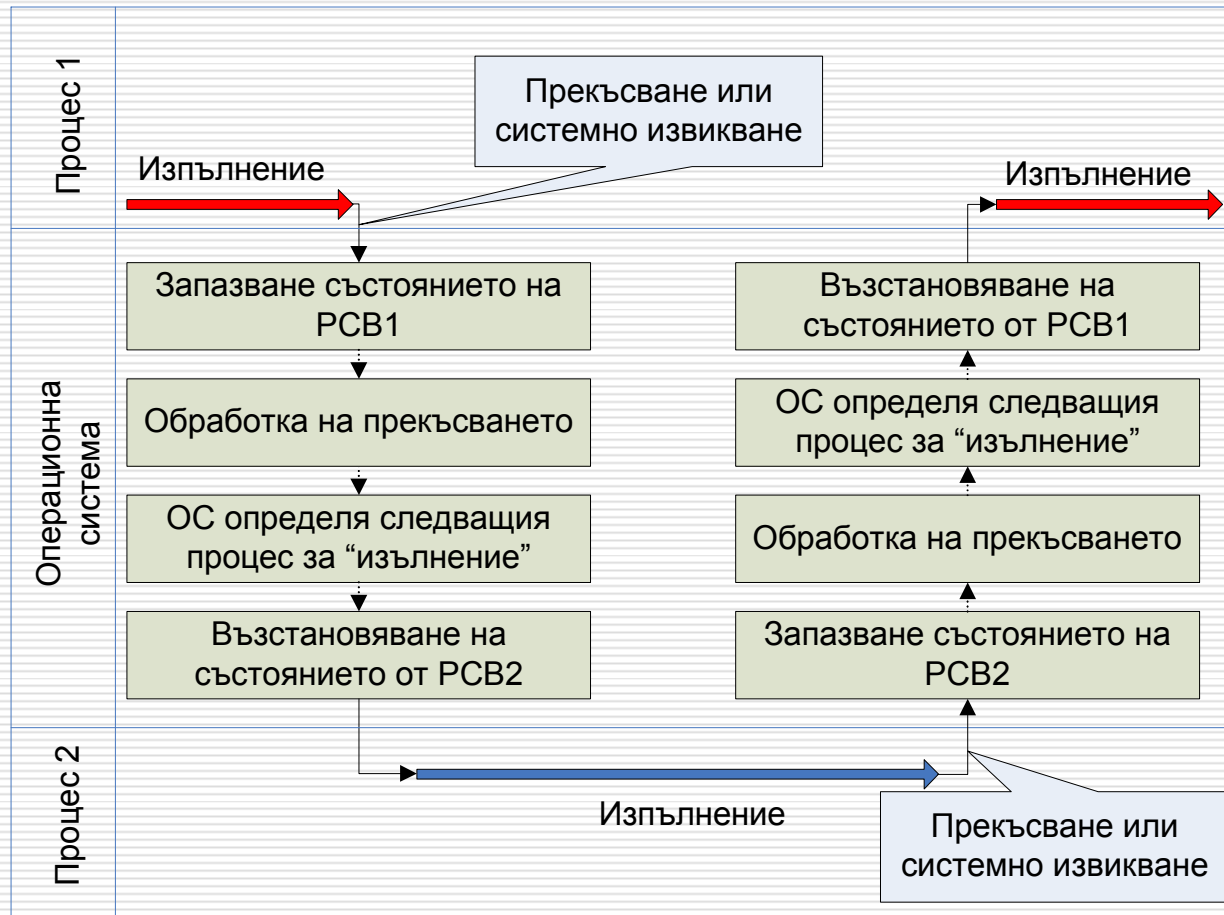 Процес 1
Прекъсване или
системно извикване
Изпълнение
Изпълнение
Операционна
система
Запазване състоянието на
PCB1
Обработка на прекъсването
ОС определя следващия
процес за “изълнение”
Възстановяване на
състоянието от PCB2
Възстановяване на
състоянието от PCB1
ОС определя следващия
процес за “изълнение”
Обработка на прекъсването
Запазване състоянието на
PCB2
Процес 2
Изпълнение
Прекъсване или
системно извикване